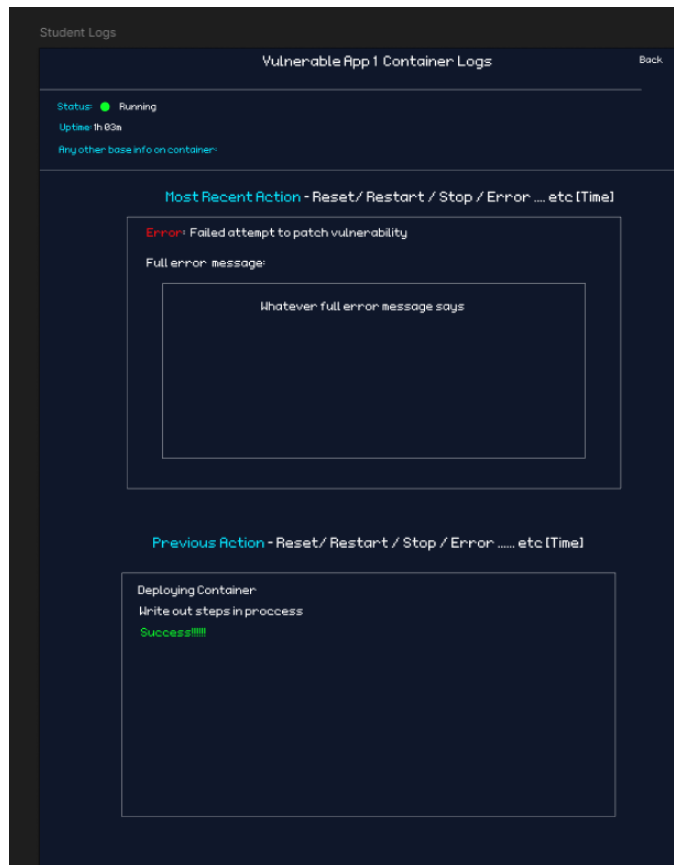 Student Logs
Vulnerable App 1 Container Logs
Back
Status: Running
Uptime: 1h 03m
Any other base info on container:
Most Recent Action - Reset/ Restart / Stop / Error .... etc [Time]
Error: Failed attempt to patch vulnerability
Full error message:
Whatever full error message says
Previous Action - Reset/ Restart / Stop / Error ...... etc [Time]
Deploying Container
Write out steps in proccess
Success!!!!!!